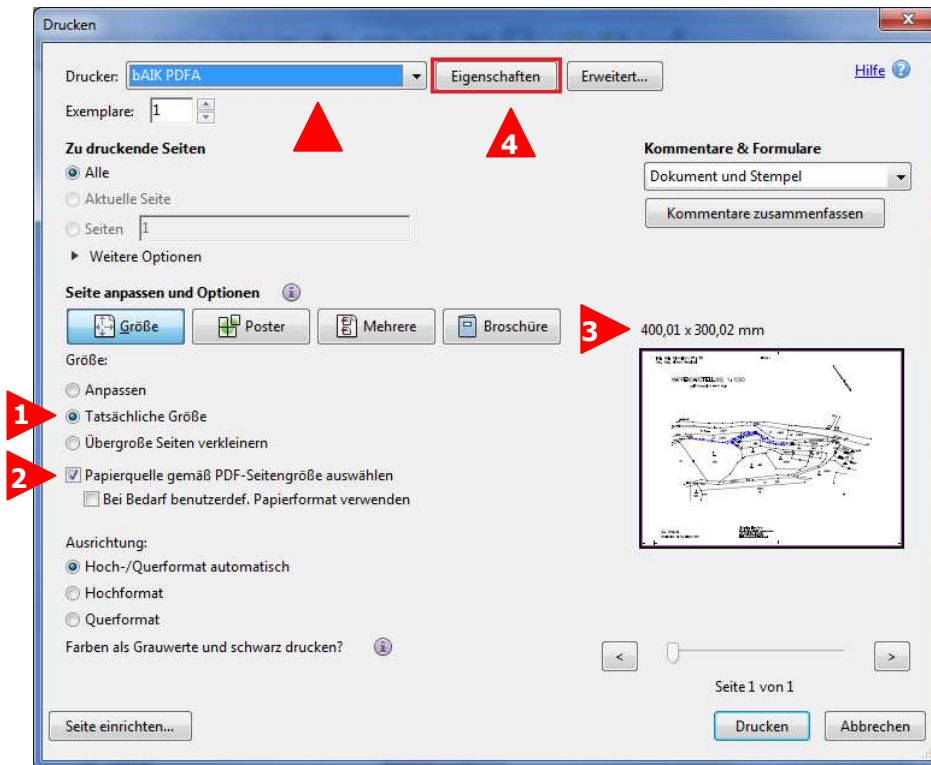 Drucken
Drucker: bAIK PDFA Eigenschaften Erweitert... Hilfe
Exemplare: 1
4
Zu druckende Seiten Kommentare & Formulare
Alle Dokument und Stempel
Aktuelle Seite
Seiten 1 Kommentare zusammenfassen
Weitere Optionen
Seite anpassen und Optionen
Größe Poster Mehrere Broschüre 3 400,01 x 300,02 mm
Größe:
Anpassen
1 Tatsächliche Größe
Übergroße Seiten verkleinern
2 Papierquelle gemäß PDF-Seitengröße auswählen
Bei Bedarf benutzerdef. Papierformat verwenden
Ausrichtung:
Hoch-/Querformat automatisch
Hochformat
Querformat
Farben als Grauwerte und schwarz drucken? < >
Seite 1 von 1
Seite einrichten... Drucken Abbrechen